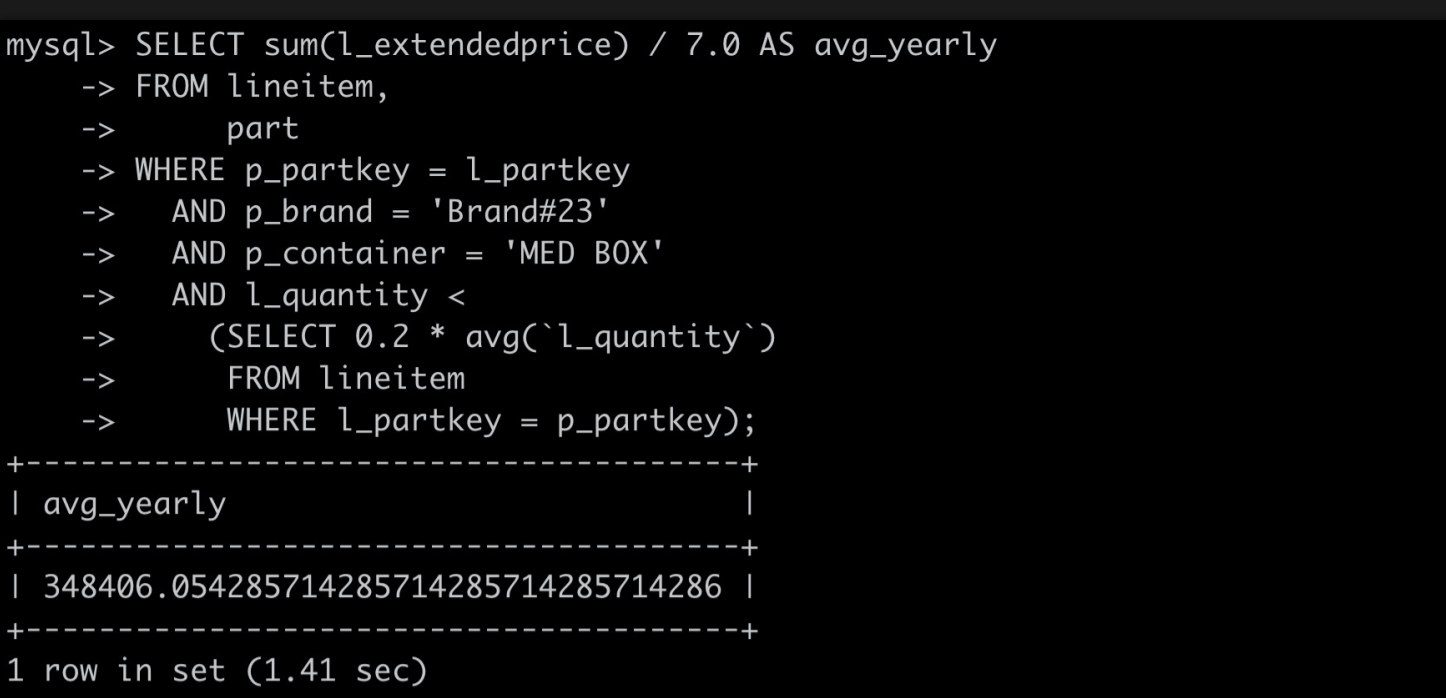 mysql> SELECT sum(l_extendedprice) / 7.0 AS avg_yearly
    -> FROM lineitem,
    ->      part
    -> WHERE p_partkey = l_partkey
    ->   AND p_brand = 'Brand#23'
    ->   AND p_container = 'MED BOX'
    ->   AND l_quantity <
    ->     (SELECT 0.2 * avg(`l_quantity`)
    ->      FROM lineitem
    ->      WHERE l_partkey = p_partkey);
+---------------------------------------+
| avg_yearly                            |
+---------------------------------------+
| 348406.054285714285714285714285714286 |
+---------------------------------------+
1 row in set (1.41 sec)